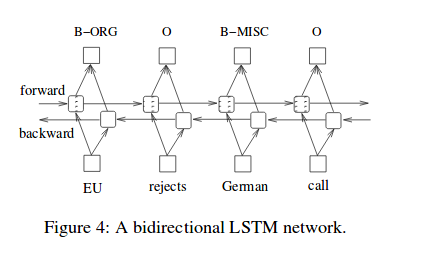 B-ORG O B-MISC O
forward
backward
EU rejects German call
Figure 4: A bidirectional LSTM network.